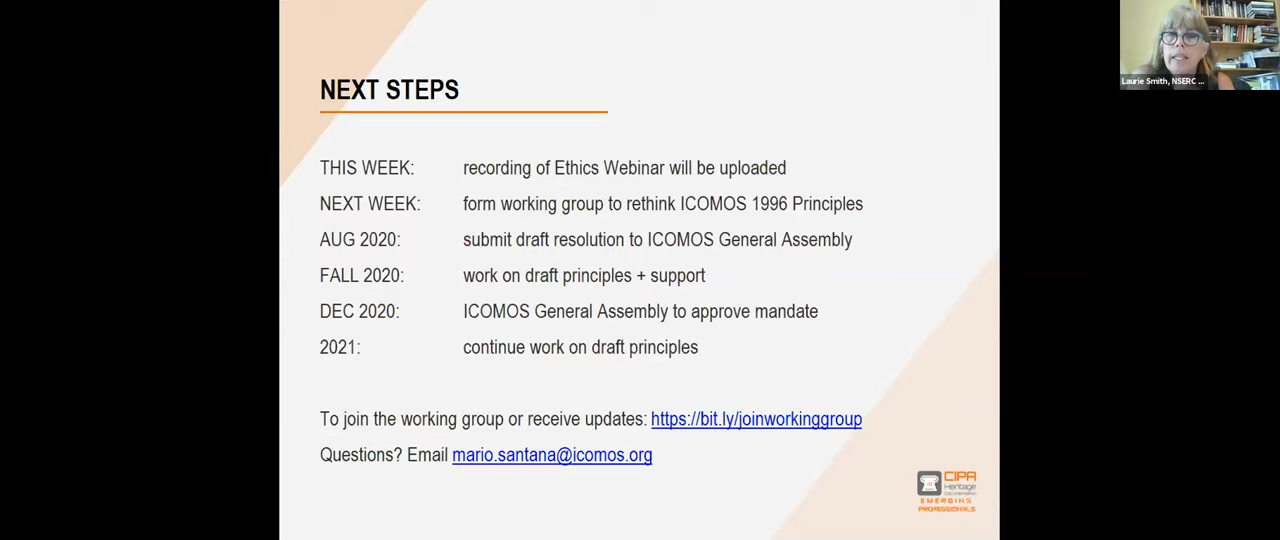 NEXT STEPS
THIS WEEK: recording of Ethics Webinar will be uploaded
NEXT WEEK: form working group to rethink ICOMOS 1996 Principles
AUG 2020: submit draft resolution to ICOMOS General Assembly
FALL 2020: work on draft principles + support
DEC 2020: ICOMOS General Assembly to approve mandate
2021: continue work on draft principles
To join the working group or receive updates: https://bit.ly/joinworkinggroup
Questions? Email mario.santana@icomos.org
CIPA
Heritage
Documentation
EMERGING
PROFESSIONALS
Laurie Smith, NSERC ...